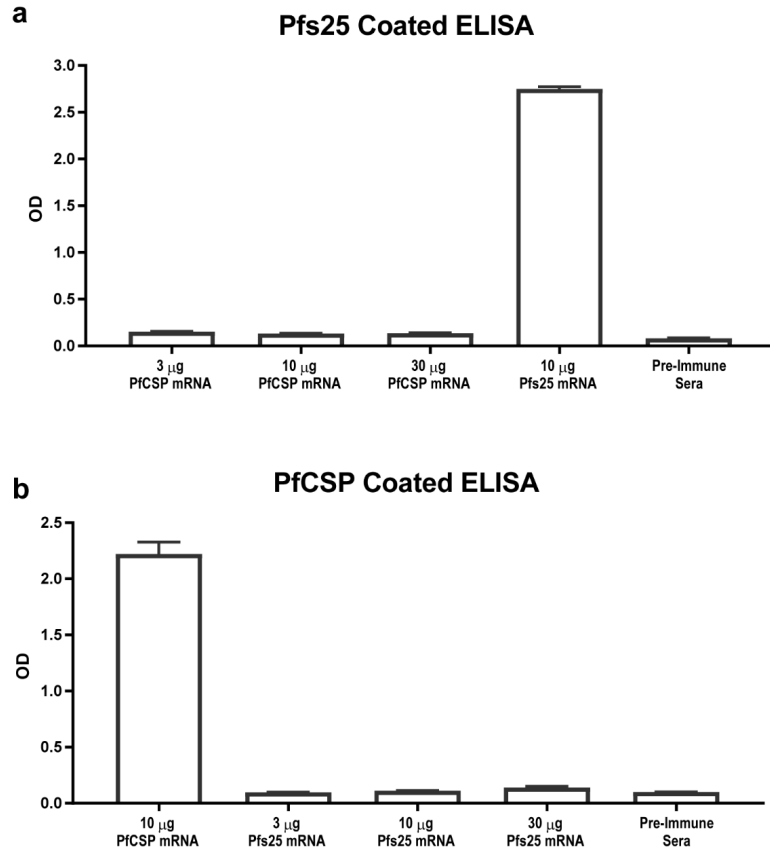 a
Pfs25 Coated ELISA
3.0
2.5
2.0
1.5
1.0
0.5
0.0
OD
3 μg
PfCSP mRNA
10 μg
PfCSP mRNA
30 μg
PfCSP mRNA
10 μg
Pfs25 mRNA
Pre-Immune
Sera
b
PfCSP Coated ELISA
2.5
2.0
1.5
1.0
0.5
0.0
OD
10 μg
PfCSP mRNA
3 μg
Pfs25 mRNA
10 μg
Pfs25 mRNA
30 μg
Pfs25 mRNA
Pre-Immune
Sera